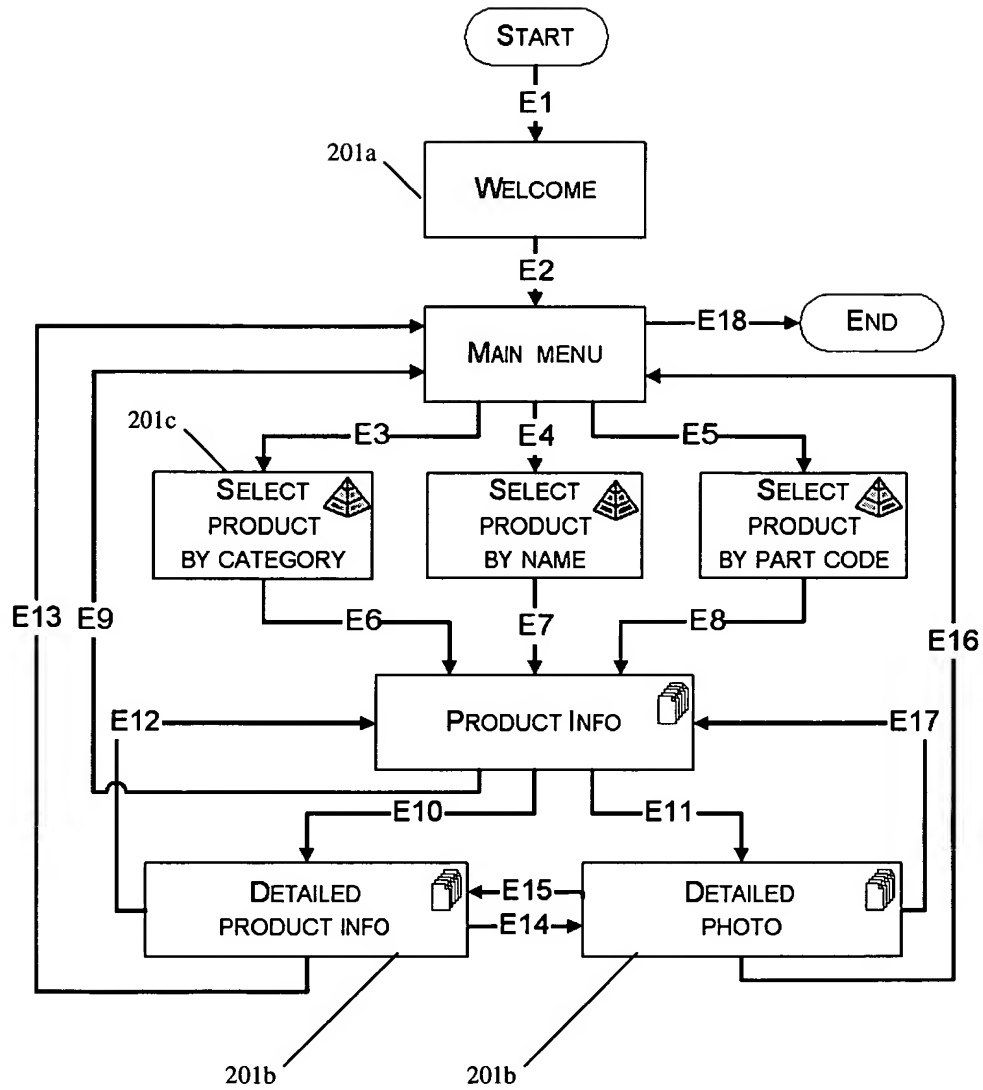 START
E1
201a
WELCOME
E2
MAIN MENU
E18
END
201c
E3
E4
E5
SELECT
PRODUCT
BY CATEGORY
SELECT
PRODUCT
BY NAME
SELECT
PRODUCT
BY PART CODE
E13
E9
E6
E7
E8
E16
E12
PRODUCT INFO
E17
E10
E11
DETAILED
PRODUCT INFO
E15
E14
DETAILED
PHOTO
201b
201b